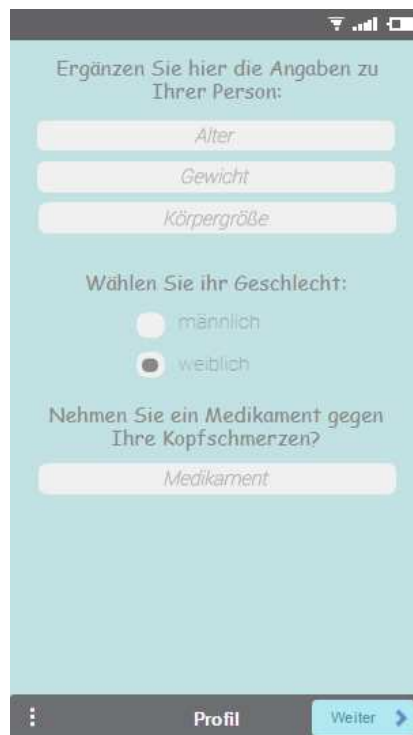 Ergänzen Sie hier die Angaben zu
Ihrer Person:
Alter
Gewicht
Körpergröße
Wählen Sie ihr Geschlecht:
männlich
weiblich
Nehmen Sie ein Medikament gegen
Ihre Kopfschmerzen?
Medikament
Profil
Weiter